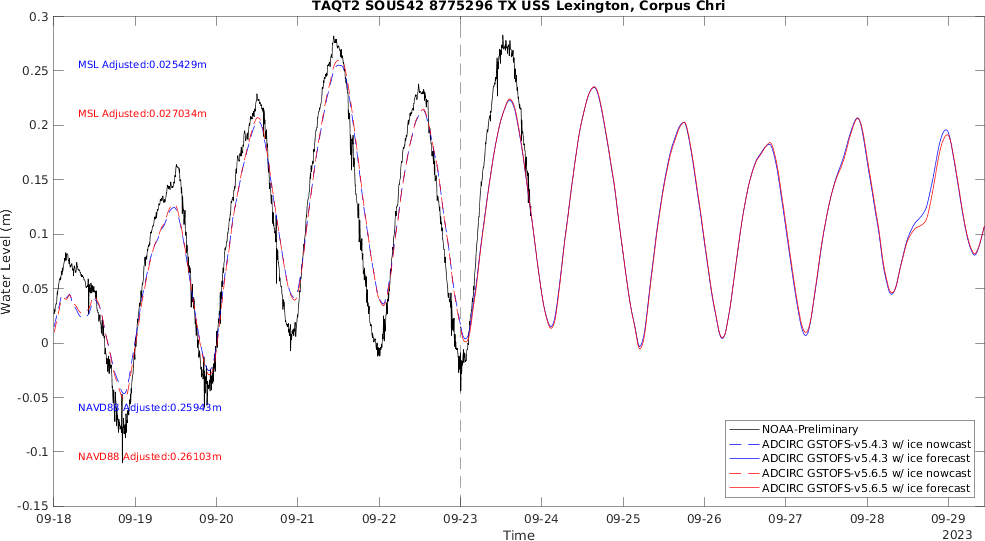 TAQT2 SOUS42 8775296 TX USS Lexington, Corpus Chri
0.3
0.25
0.2
0.15
0.1
0.05
0
-0.05
-0.1
-0.15
Water Level (m)
MSL Adjusted:0.025429m
MSL Adjusted:0.027034m
NAVD88 Adjusted:0.25943m
NAVD88 Adjusted:0.26103m
NOAA-Preliminary
ADCIRC GSTOFS-v5.4.3 w/ ice nowcast
ADCIRC GSTOFS-v5.4.3 w/ ice forecast
ADCIRC GSTOFS-v5.6.5 w/ ice nowcast
ADCIRC GSTOFS-v5.6.5 w/ ice forecast
09-18 09-19 09-20 09-21 09-22 09-23 09-24 09-25 09-26 09-27 09-28 09-29
Time
2023